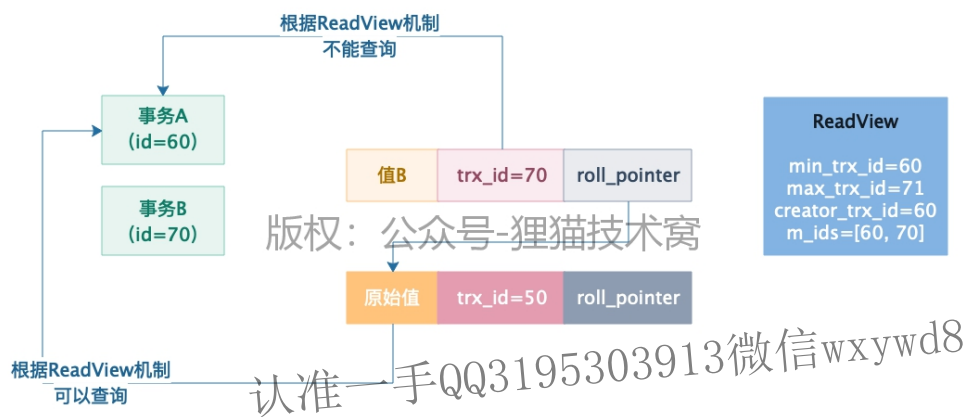 根据ReadView机制
不能查询
事务A
（id=60）
ReadView
min_trx_id=60
max_trx_id=71
creator_trx_id=60
m_ids=[60, 70]
值B
trx_id=70
roll_pointer
事务B
（id=70）
版权：公众号-狸猫技术窝
原始值
trx_id=50
roll_pointer
根据ReadView机制
可以查询
认准一手QQ3195303913微信wxywd8